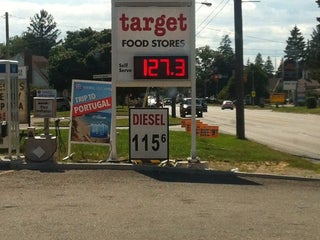 target
FOOD STORES
Self
Serve
127.3
TRIP TO
PORTUGAL
DIESEL
115.6